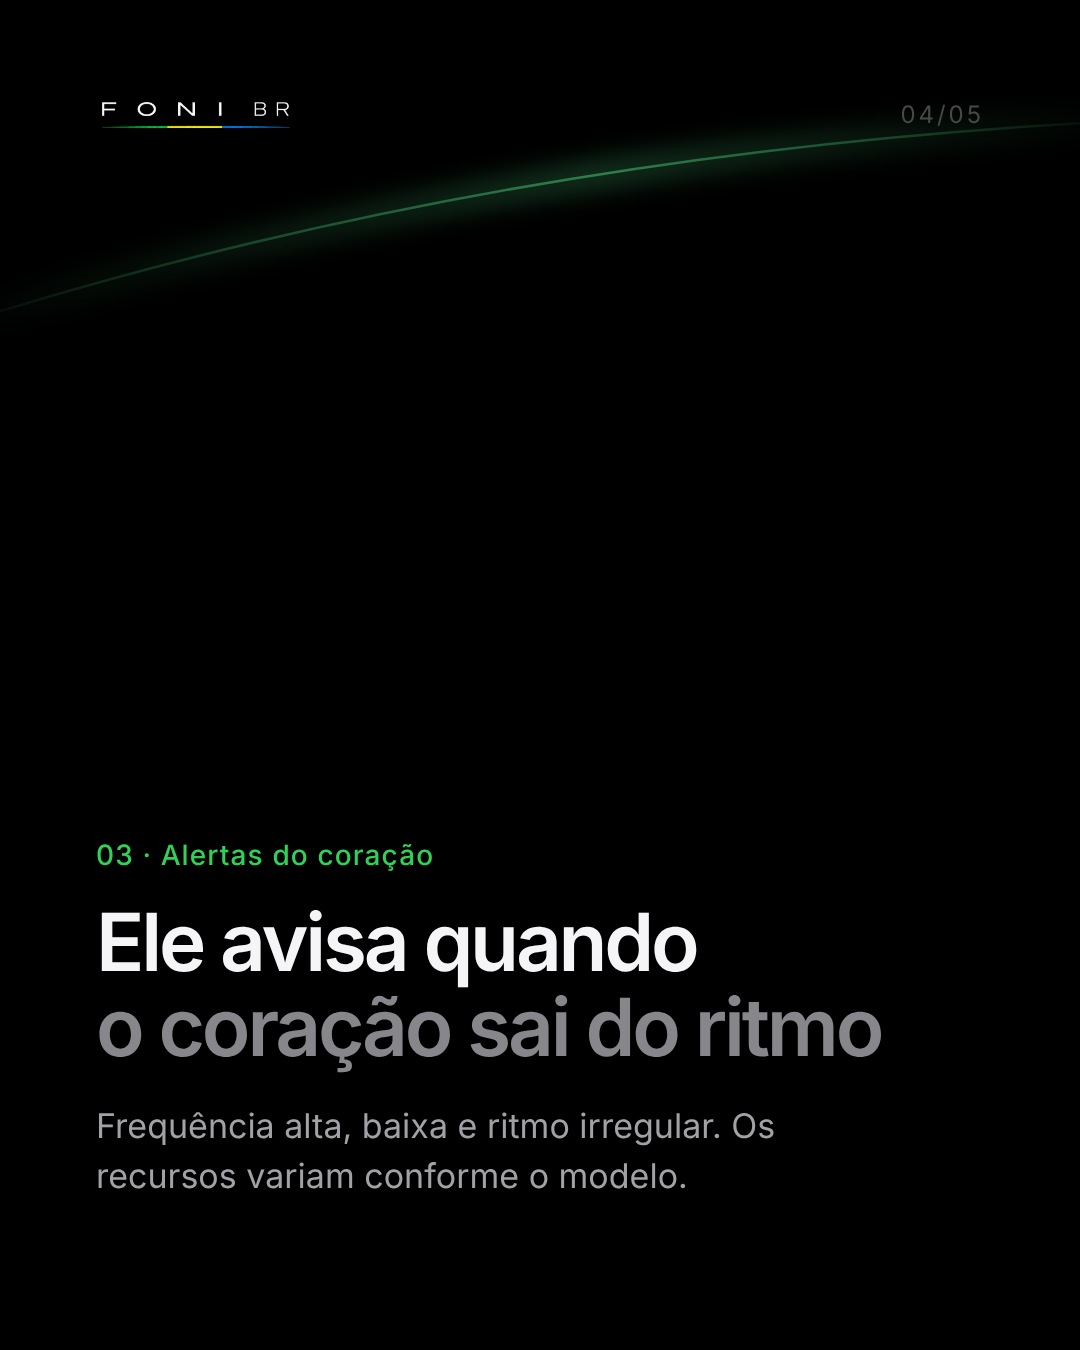 FONI BR
04/05
03 · Alertas do coração
Ele avisa quando
o coração sai do ritmo
Frequência alta, baixa e ritmo irregular. Os
recursos variam conforme o modelo.